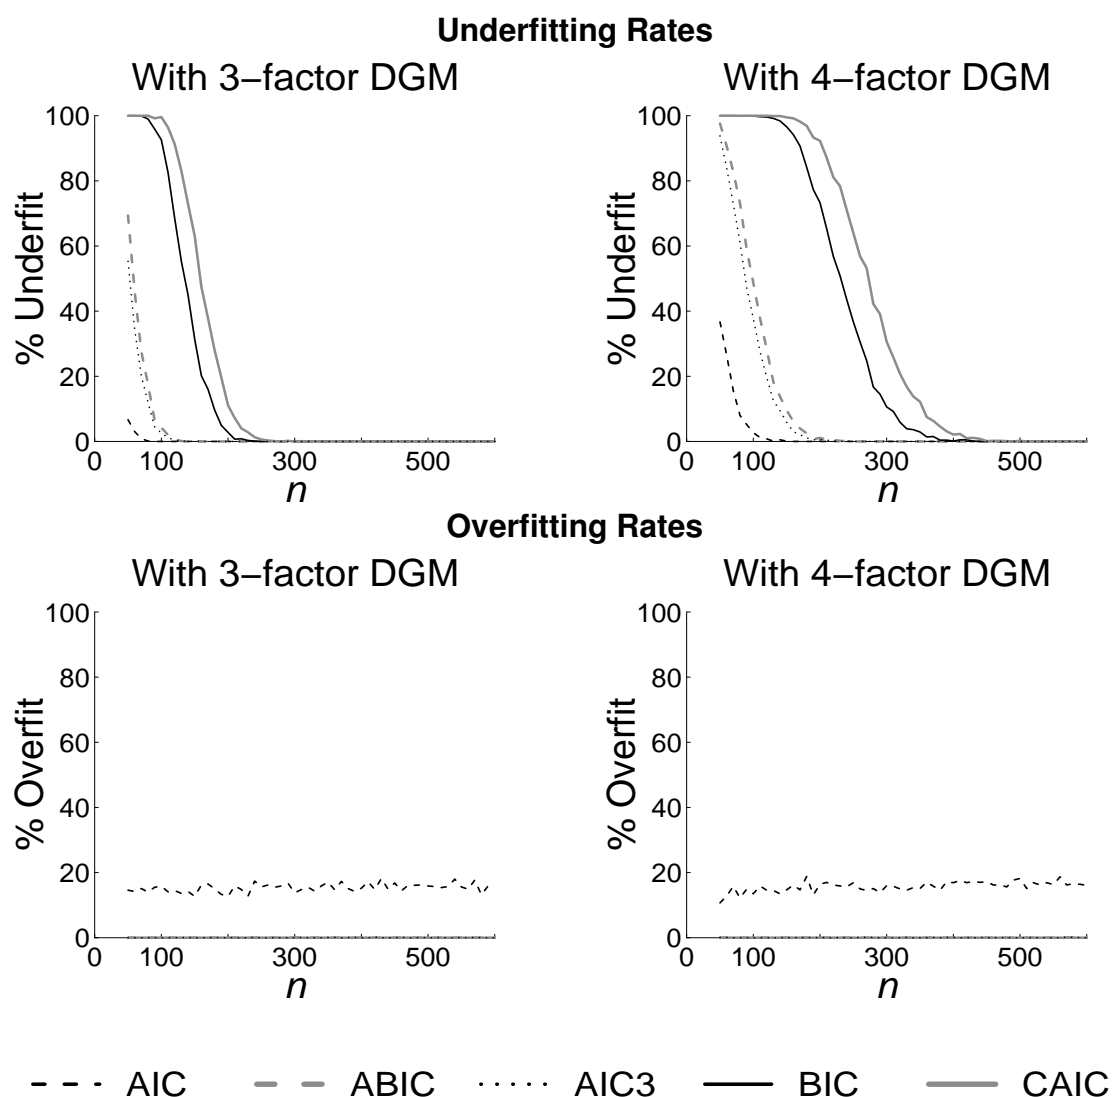 Underfitting Rates
With 3−factor DGM
% Underfit
100
80
60
40
20
0
0 100 300 500
n
With 4−factor DGM
% Underfit
100
80
60
40
20
0
0 100 300 500
n
Overfitting Rates
With 3−factor DGM
% Overfit
100
80
60
40
20
0
0 100 300 500
n
With 4−factor DGM
% Overfit
100
80
60
40
20
0
0 100 300 500
n
AIC ABIC AIC3 BIC CAIC